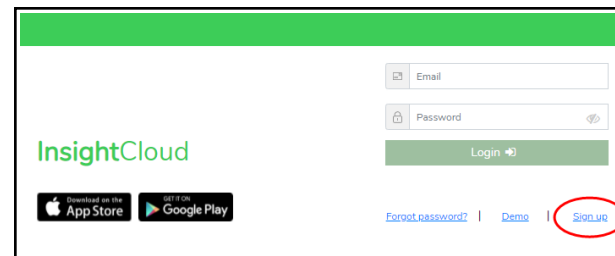 Email
Password
InsightCloud
Login
Download on the
App Store
GET IT ON
Google Play
Forgot password? | Demo | Sign up